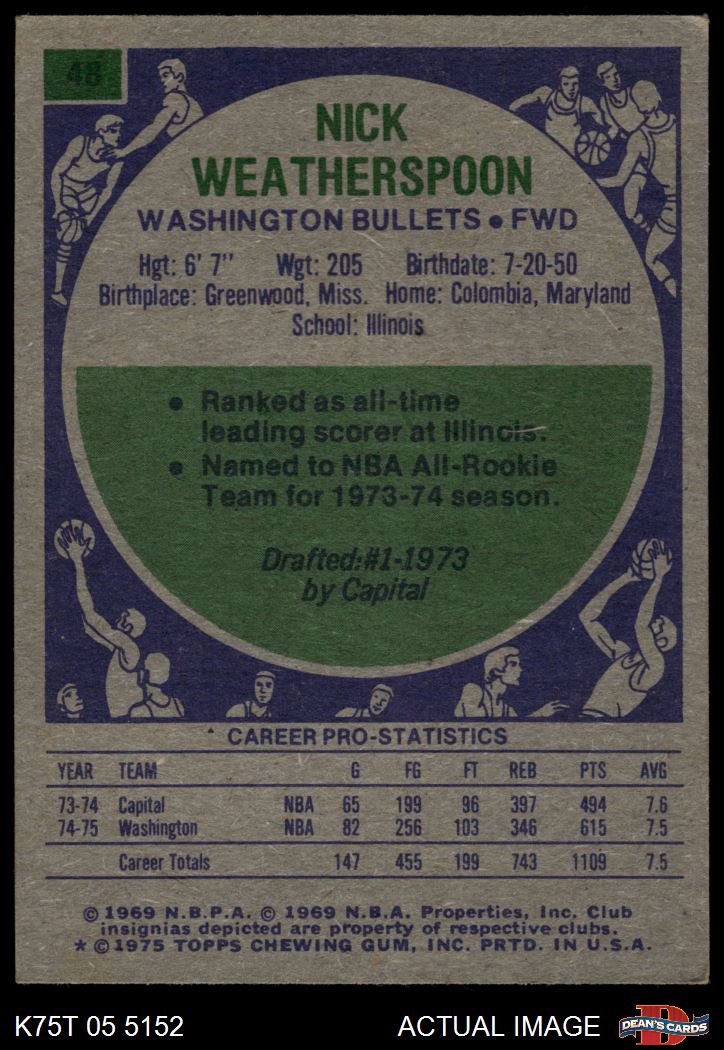 48
NICK
WEATHERSPOON
WASHINGTON BULLETS • FWD
Hgt: 6' 7" Wgt: 205 Birthdate: 7-20-50
Birthplace: Greenwood, Miss. Home: Colombia, Maryland
School: Illinois
• Ranked as all-time
leading scorer at Illinois.
• Named to NBA All-Rookie
Team for 1973-74 season.
Drafted:#1-1973
by Capital
CAREER PRO-STATISTICS
YEAR TEAM G FG FT REB PTS AVG
73-74 Capital NBA 65 199 96 397 494 7.6
74-75 Washington NBA 82 256 103 346 615 7.5
Career Totals 147 455 199 743 1109 7.5
© 1969 N.B.P.A. © 1969 N.B.A. Properties, Inc. Club
insignias depicted are property of respective clubs.
* © 1975 TOPPS CHEWING GUM, INC. PRTD. IN U.S.A.
K75T 05 5152 ACTUAL IMAGE
D
DEAN'S CARDS